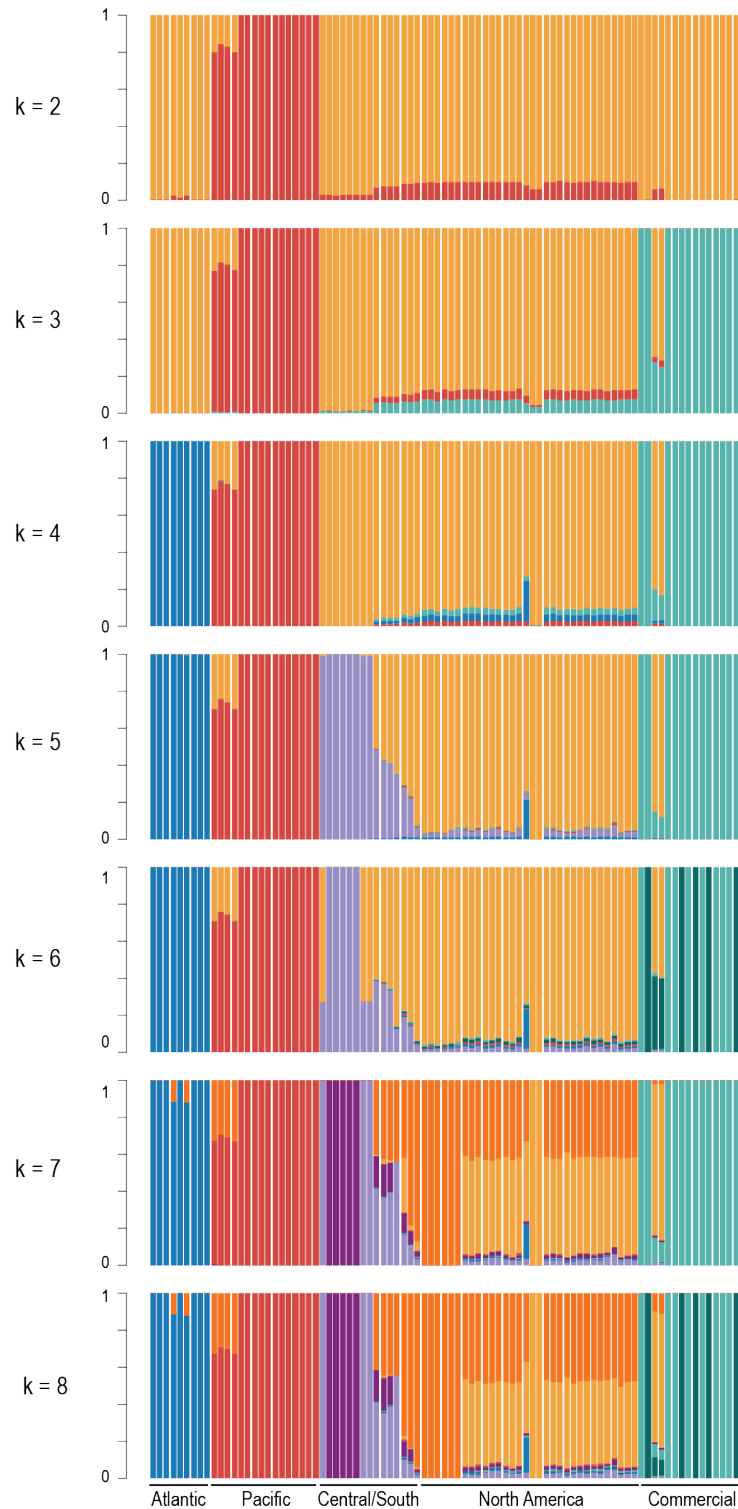 1
k = 2
0
1
k = 3
0
1
k = 4
0
1
k = 5
0
1
k = 6
0
1
k = 7
0
1
k = 8
0
Atlantic Pacific Central/South North America Commercial